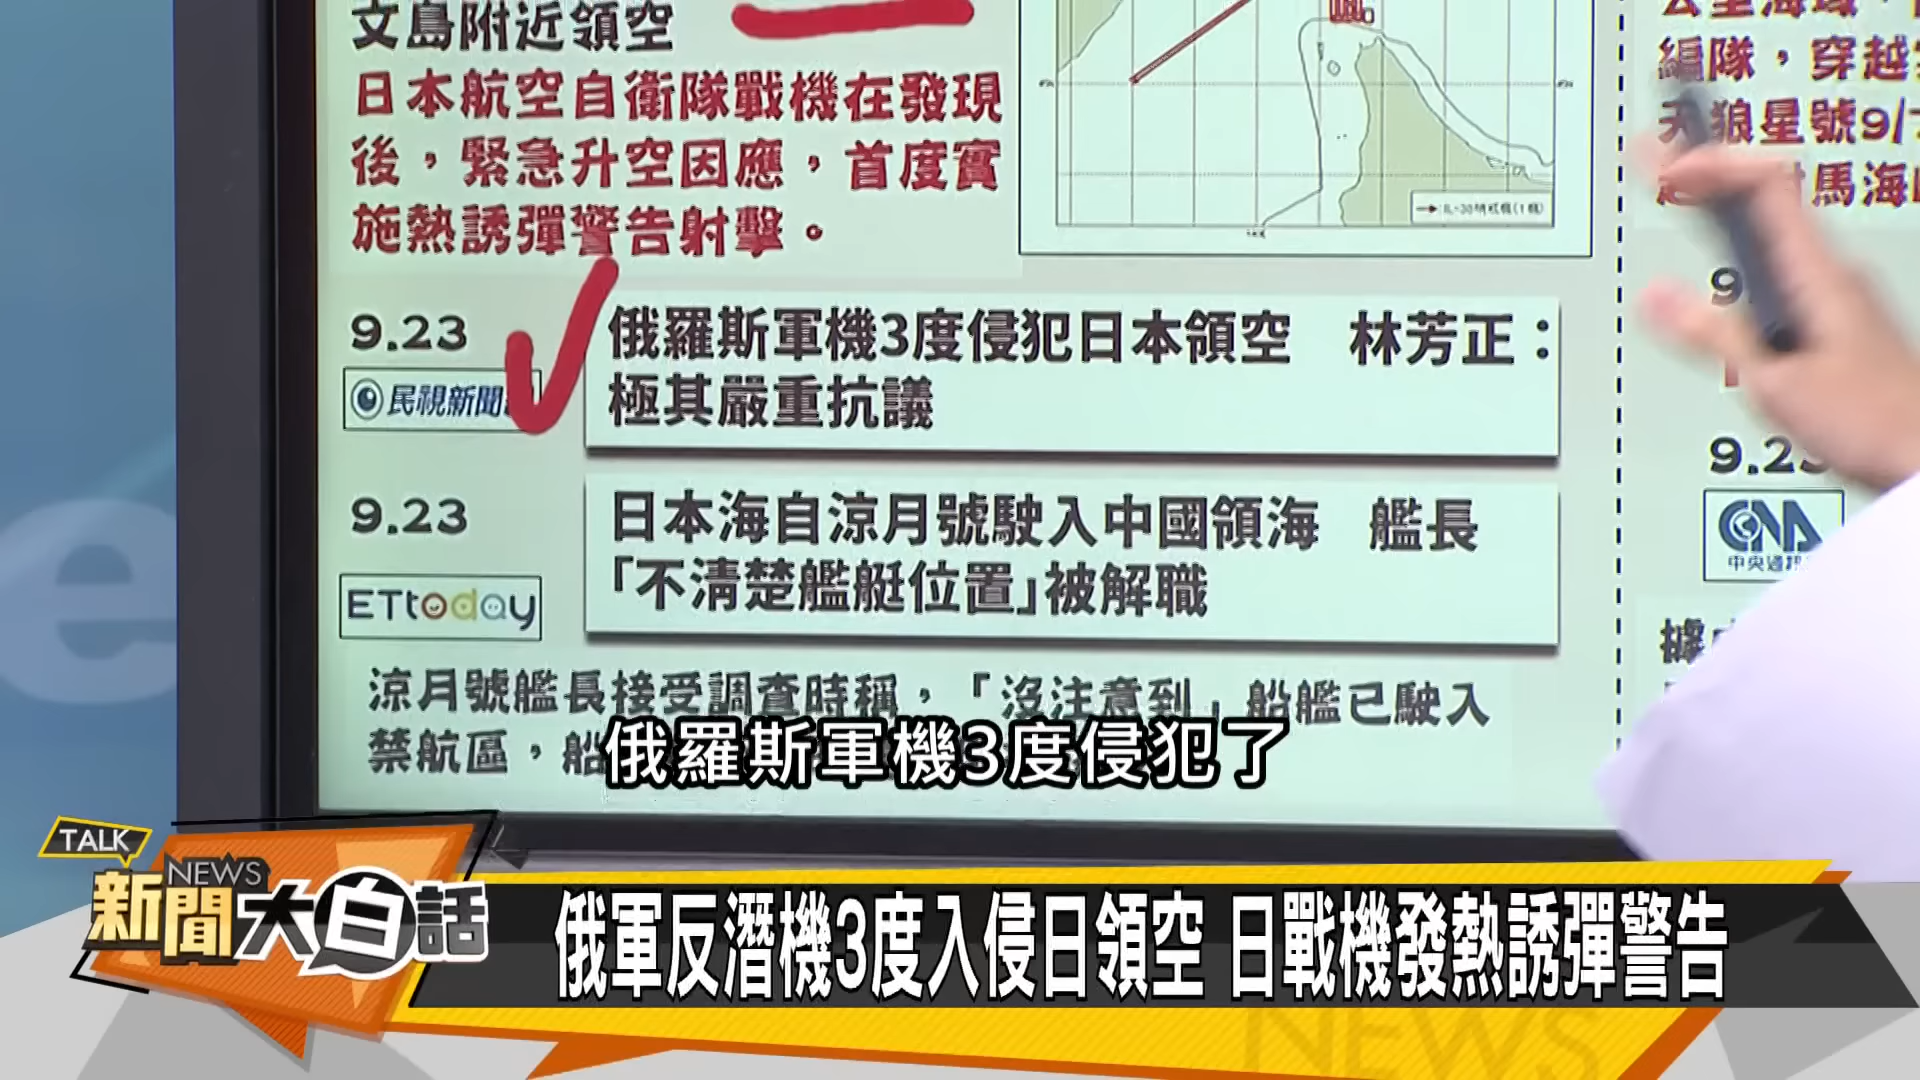 文島附近領空
日本航空自衛隊戰機在發現
後，緊急升空因應，首度實
施熱誘彈警告射擊。
9.23
民視新聞
俄羅斯軍機3度侵犯日本領空 林芳正：
極其嚴重抗議
9.23
ETtoday
日本海自涼月號駛入中國領海 艦長
「不清楚艦艇位置」被解職
涼月號艦長接受調查時稱，「沒注意到」船艦已駛入
禁航區，船
編隊，穿越
天狼星號9/
馬海
9.23
CNA
中央通訊
據
俄羅斯軍機3度侵犯了
TALK
NEWS
新聞大白話
俄軍反潛機3度入侵日領空 日戰機發熱誘彈警告
NEWS